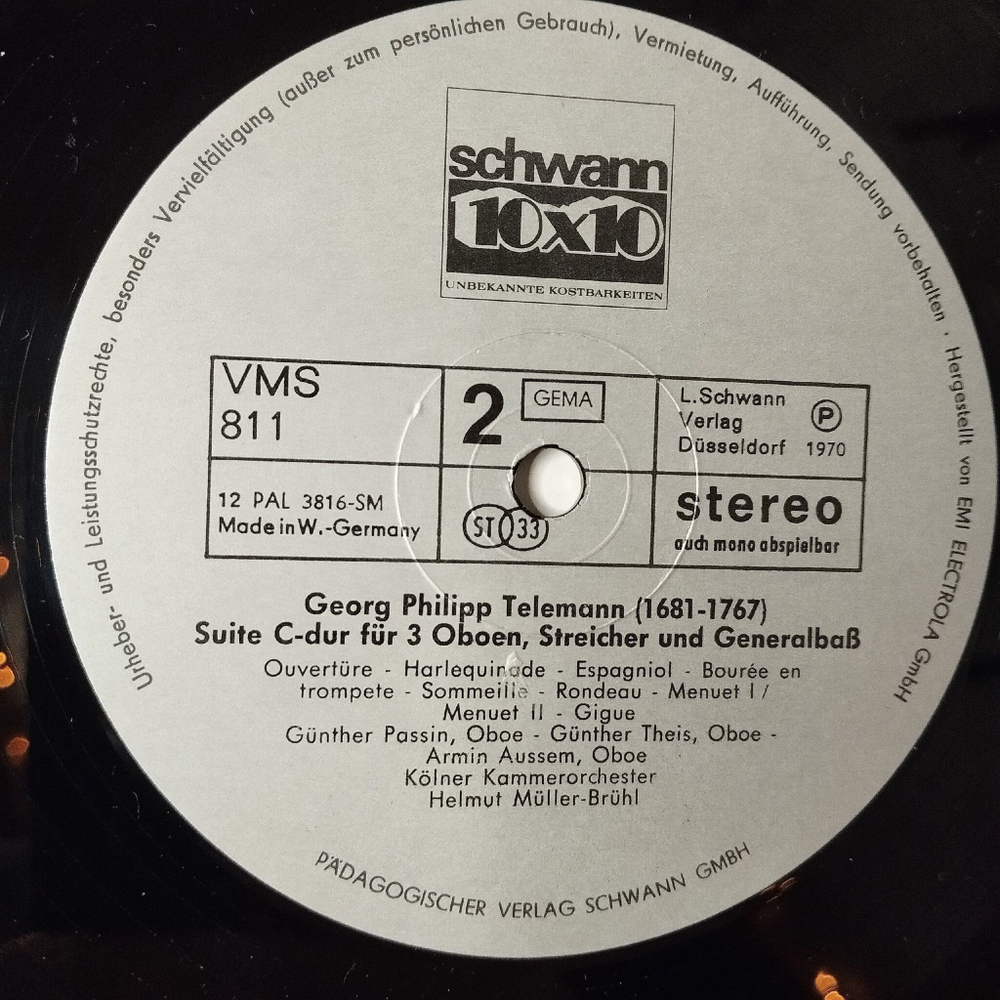 Urheber- und Leistungsschutzrechte, besonders Vervielfältigung (außer zum persönlichen Gebrauch), Vermietung, Aufführung, Sendung vorbehalten · Hergestellt von EMI ELECTROLA GmbH
schwann
10x10
UNBEKANNTE KOSTBARKEITEN
VMS
811
2
GEMA
L.Schwann
Verlag
Düsseldorf
P
1970
12 PAL 3816-SM
Made in W.-Germany
ST 33
stereo
auch mono abspielbar
Georg Philipp Telemann (1681-1767)
Suite C-dur für 3 Oboen, Streicher und Generalbaß
Ouvertüre - Harlequinade - Espagniol - Bourée en
trompete - Sommeille - Rondeau - Menuet I /
Menuet II - Gigue
Günther Passin, Oboe - Günther Theis, Oboe -
Armin Aussem, Oboe
Kölner Kammerorchester
Helmut Müller-Brühl
PÄDAGOGISCHER VERLAG SCHWANN GMBH